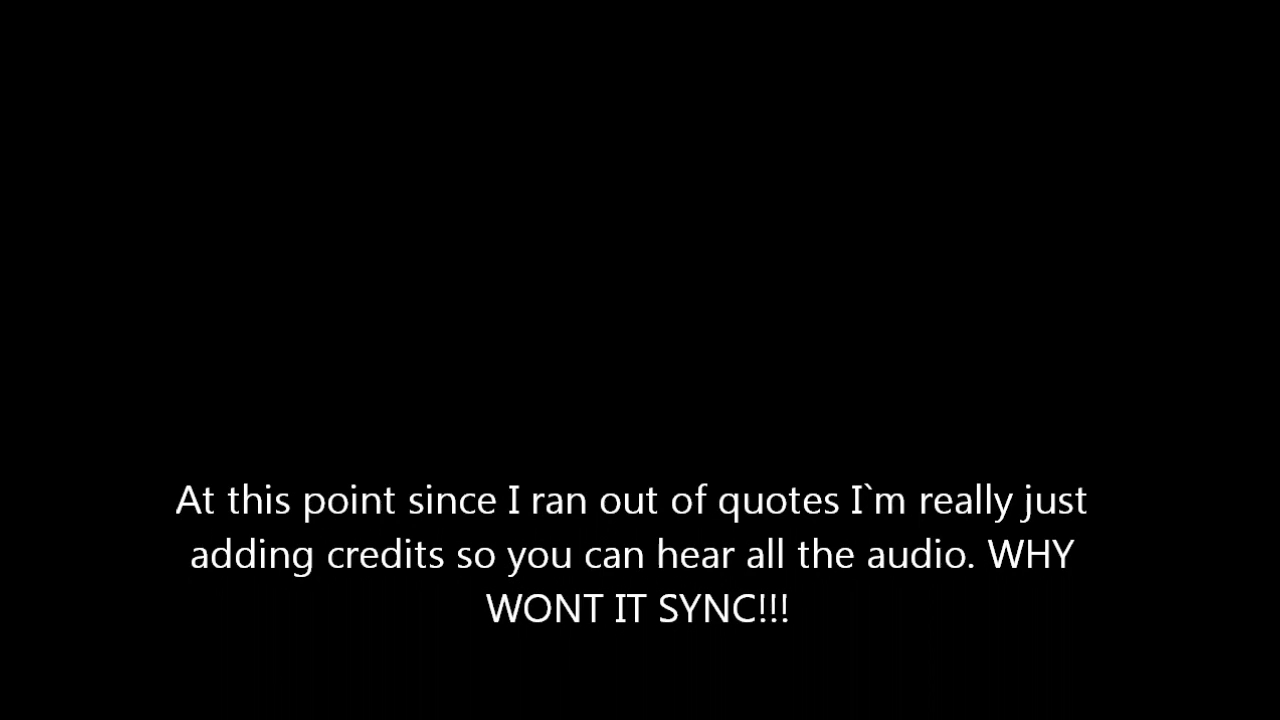 At this point since I ran out of quotes I`m really just
adding credits so you can hear all the audio. WHY
WONT IT SYNC!!!